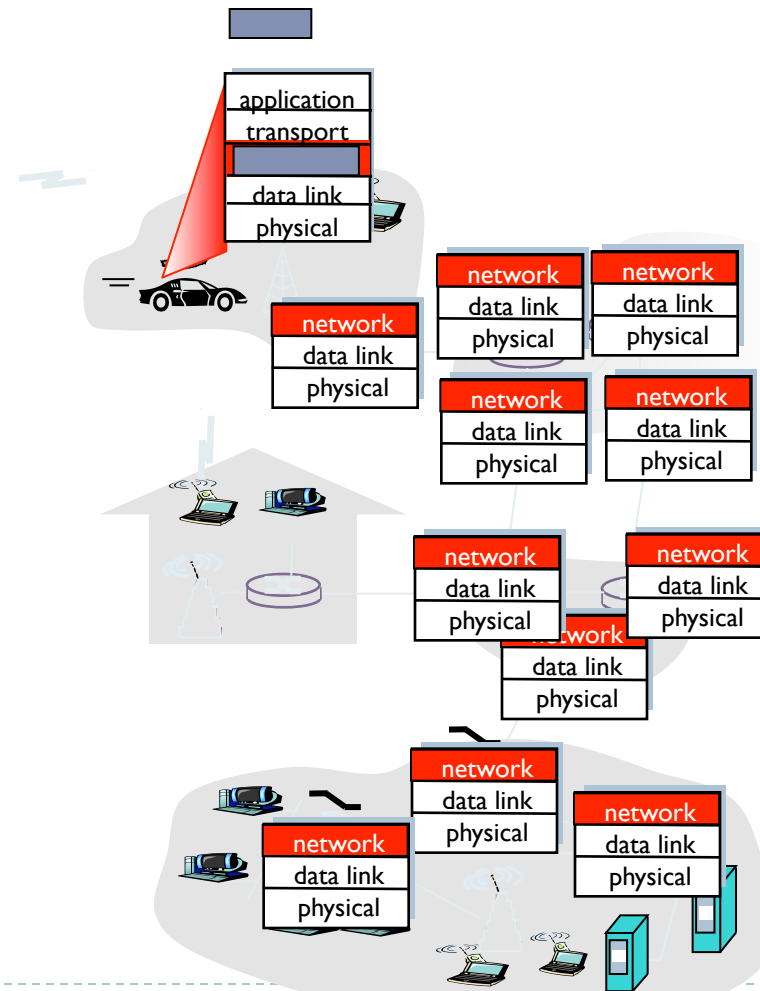 application
transport
data link
physical
network
data link
physical
network
data link
physical
network
data link
physical
network
data link
physical
network
data link
physical
network
data link
physical
network
data link
physical
network
data link
physical
network
data link
physical
network
data link
physical
network
data link
physical